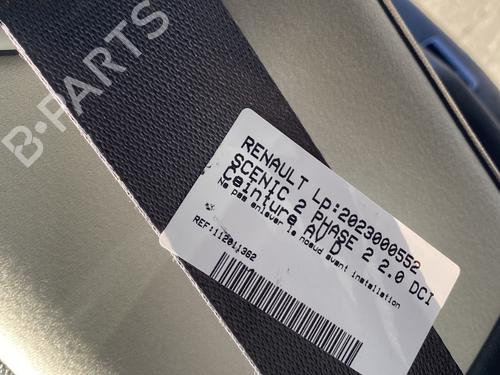 B-PARTS
RENAULT LP:2023000552
SCENIC 2 PHASE 2 2.0 DCI
Ceinture AV D
Ne pas enlever le noeud avant installation
REF:112011362